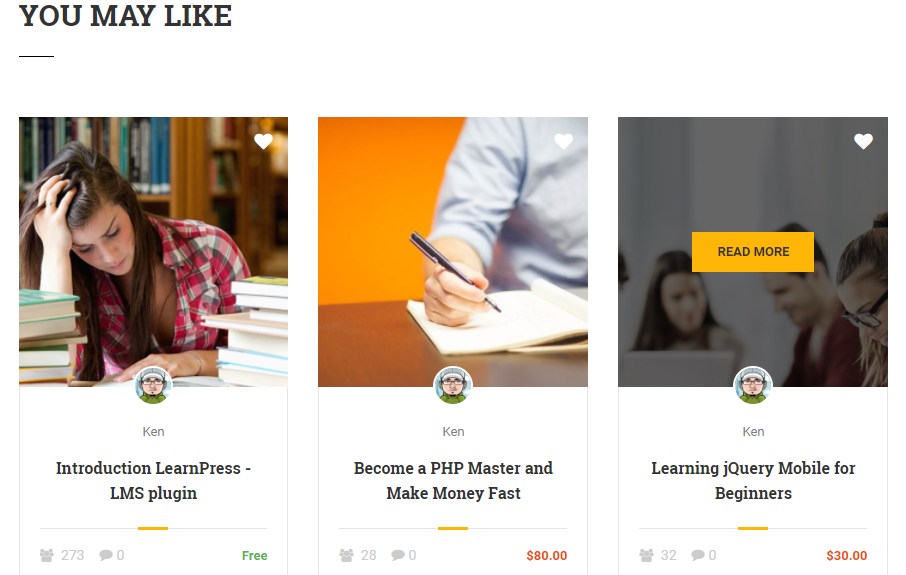 YOU MAY LIKE
READ MORE
Ken
Introduction LearnPress -
LMS plugin
273 0 Free
Ken
Become a PHP Master and
Make Money Fast
28 0 $80.00
Ken
Learning jQuery Mobile for
Beginners
32 0 $30.00